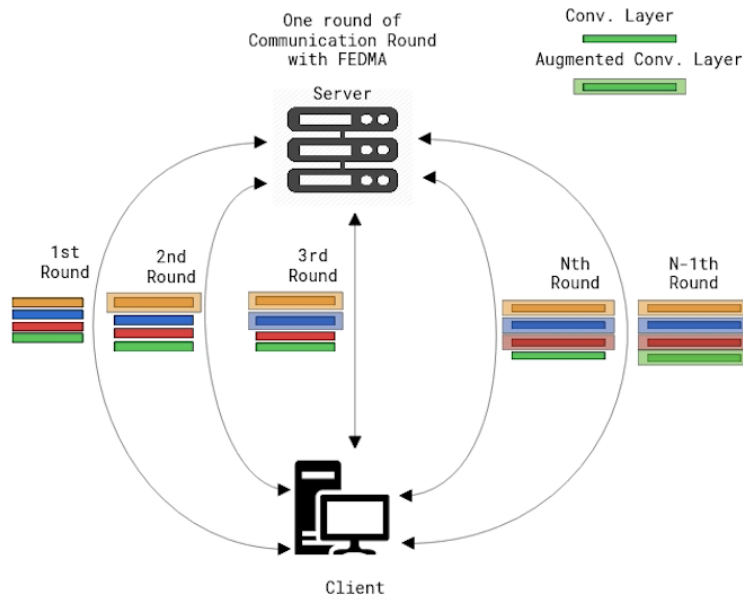 One round of
Communication Round
with FEDMA
Server
Conv. Layer
Augmented Conv. Layer
1st
Round
2nd
Round
3rd
Round
Nth
Round
N-1th
Round
Client